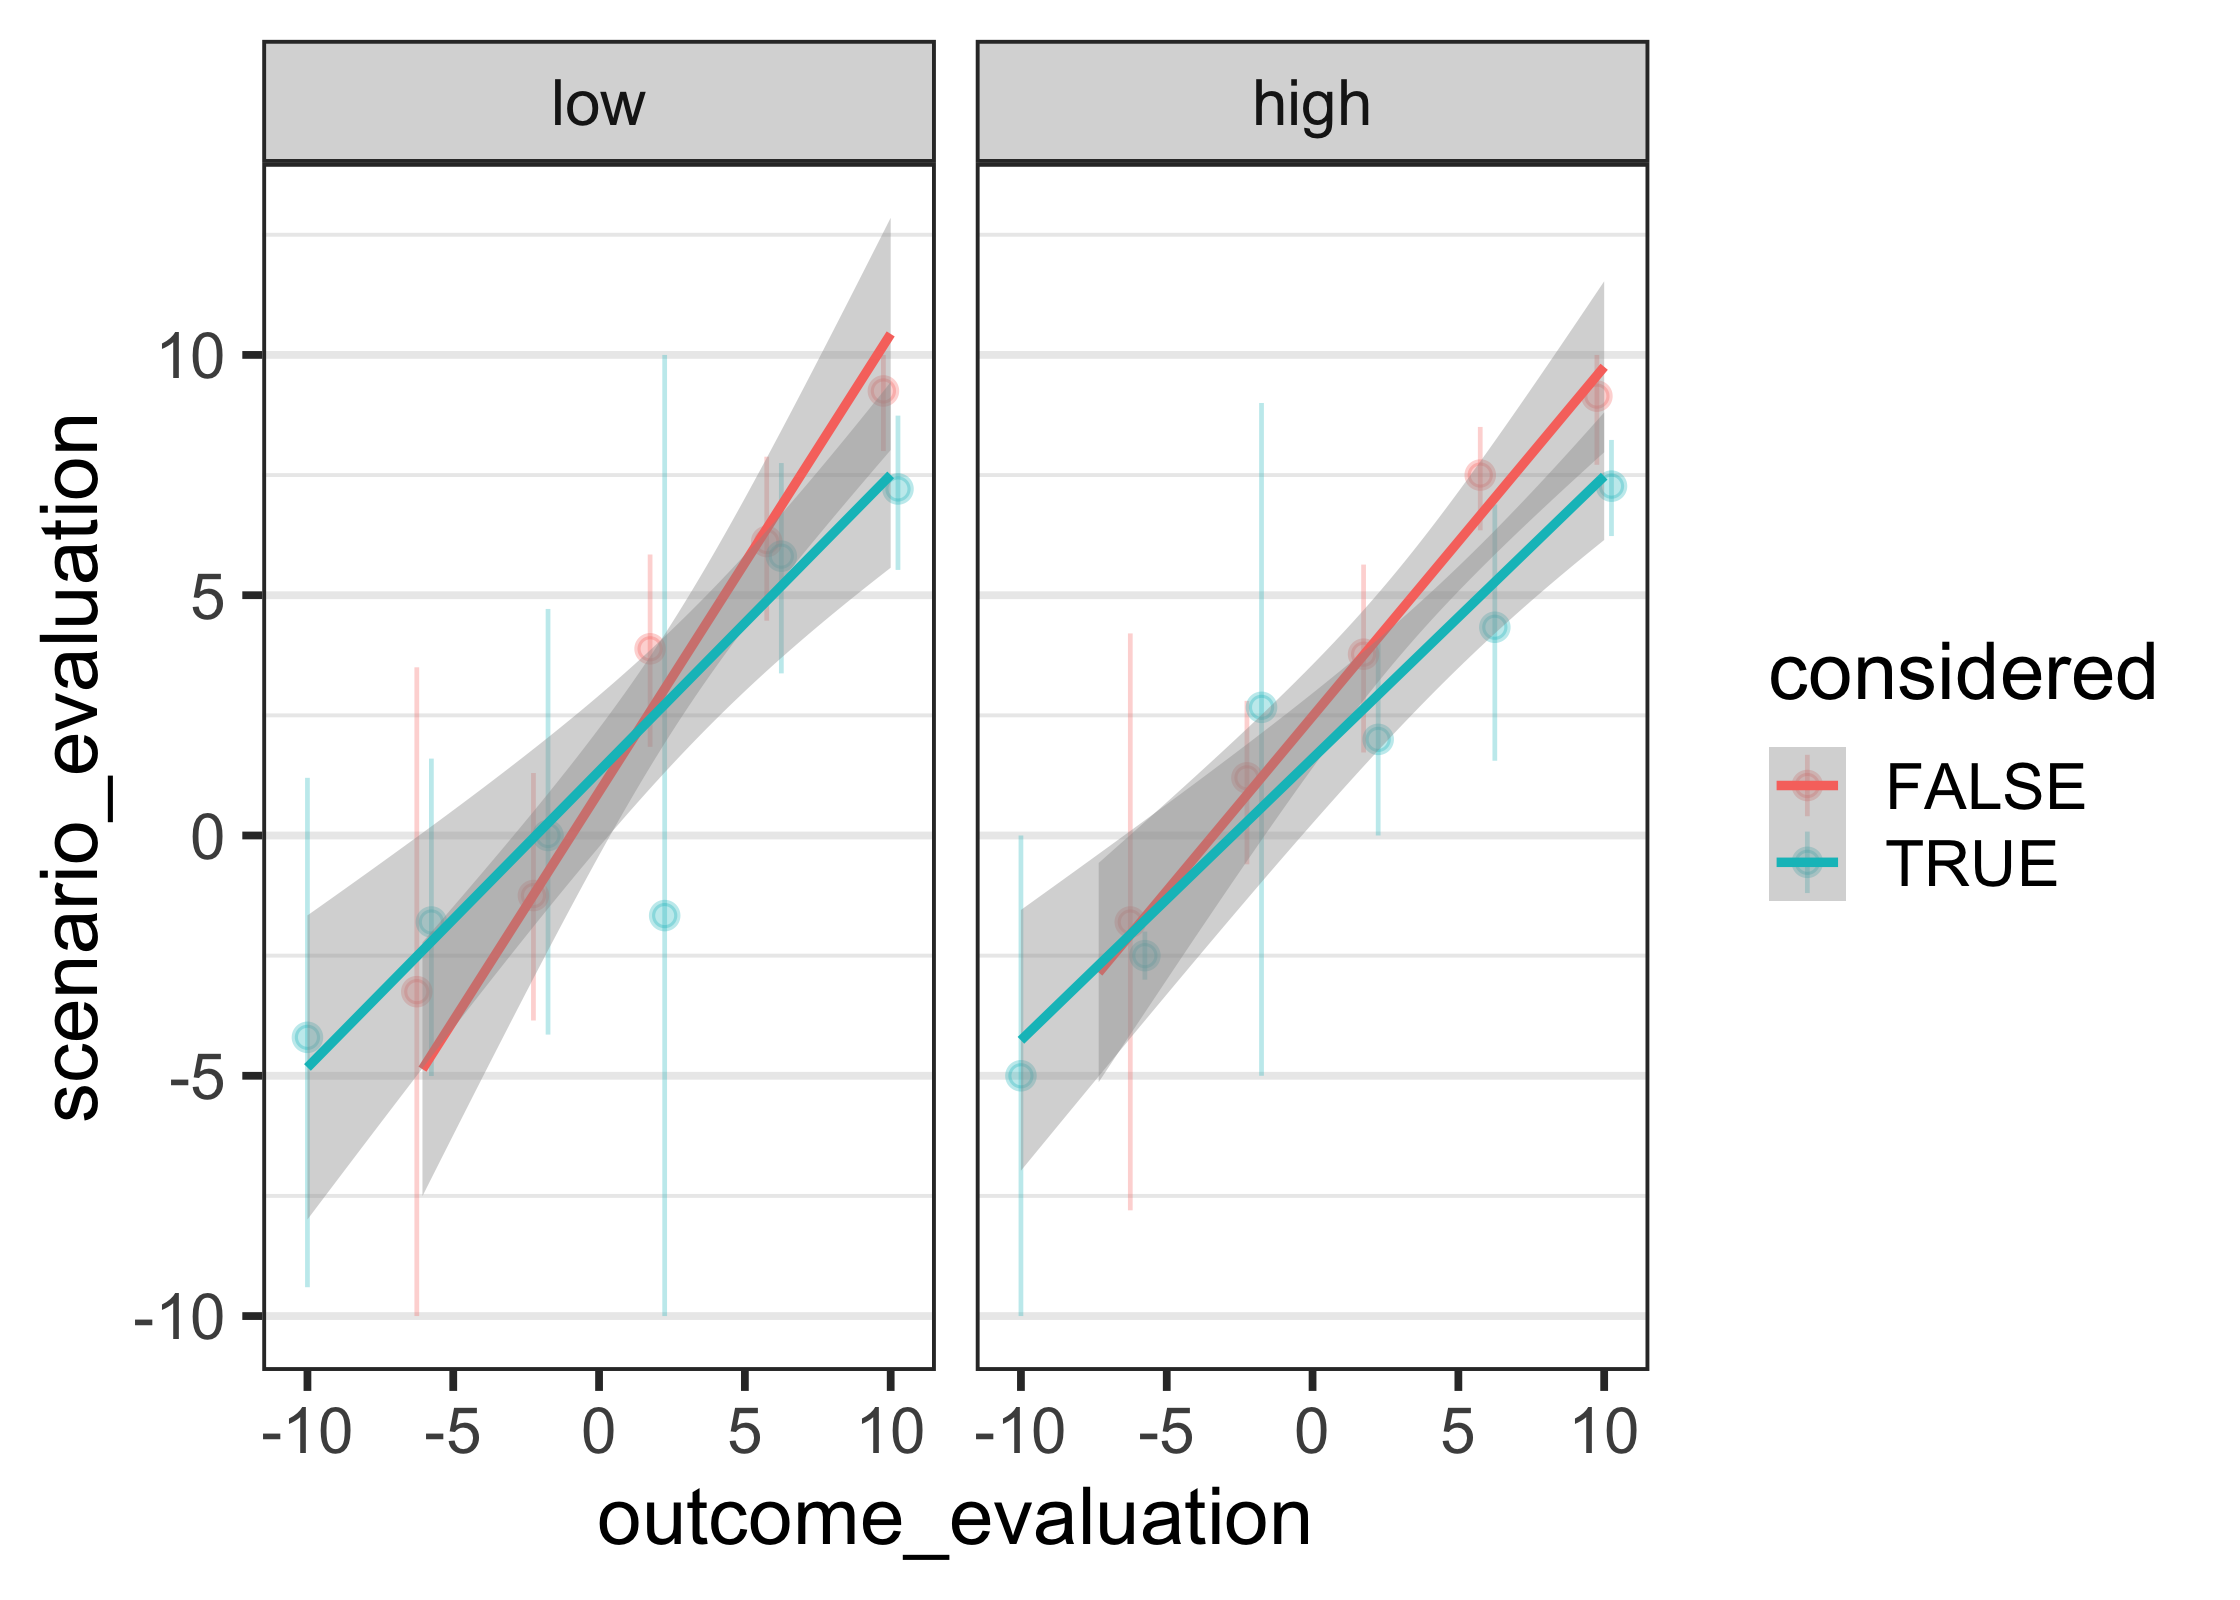 low
high
scenario_evaluation
10
5
0
-5
-10
-10 -5 0 5 10
-10 -5 0 5 10
outcome_evaluation
considered
FALSE
TRUE